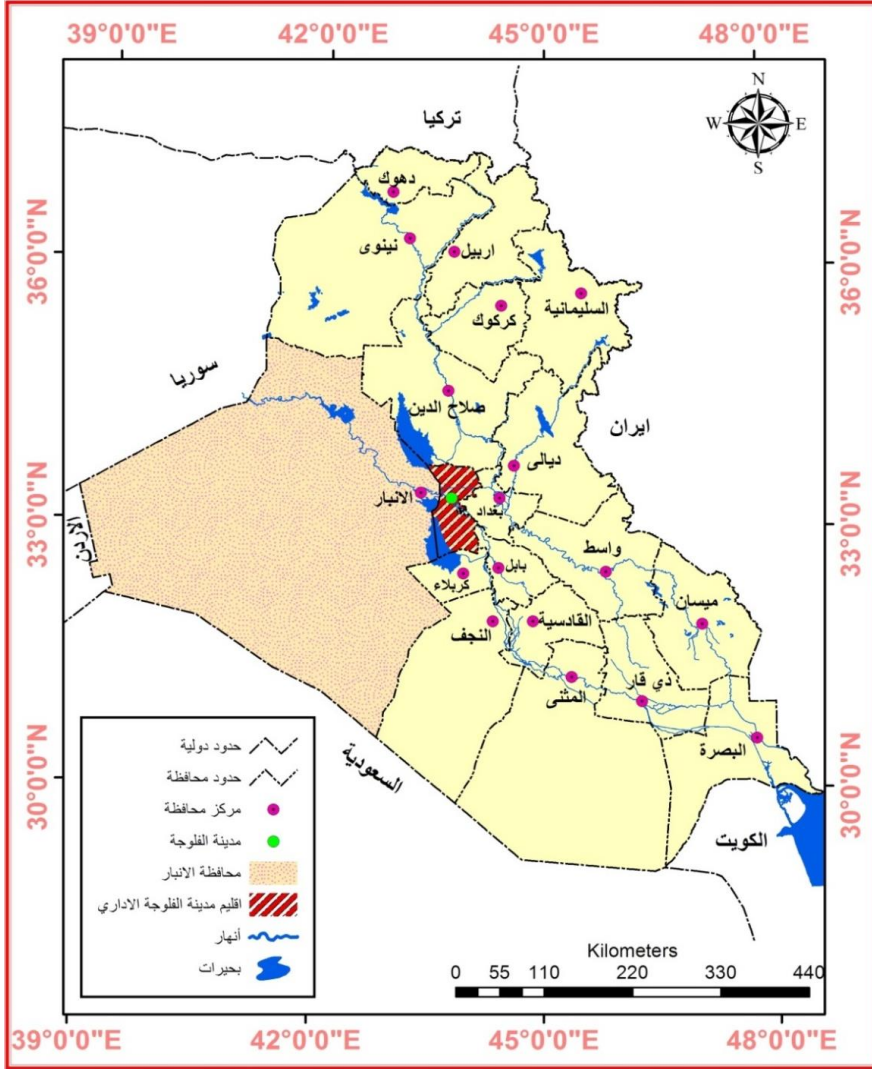 39°0'0"E 42°0'0"E 45°0'0"E 48°0'0"E
N
W E
S
تركيا
دهوك
نينوى
اربيل
36°0'0"N
36°0'0"N
السليمانية
كركوك
سوريا
صلاح الدين
ايران
ديالى
الانبار
بغداد
33°0'0"N
33°0'0"N
الاردن
واسط
بابل
كربلاء
ميسان
القادسية
النجف
ذي قار
المثنى
البصرة
السعودية
30°0'0"N
30°0'0"N
الكويت
حدود دولية
حدود محافظة
مركز محافظة
مدينة الفلوجة
محافظة الانبار
اقليم مدينة الفلوجة الاداري
أنهار
بحيرات
Kilometers
0 55 110 220 330 440
39°0'0"E 42°0'0"E 45°0'0"E 48°0'0"E